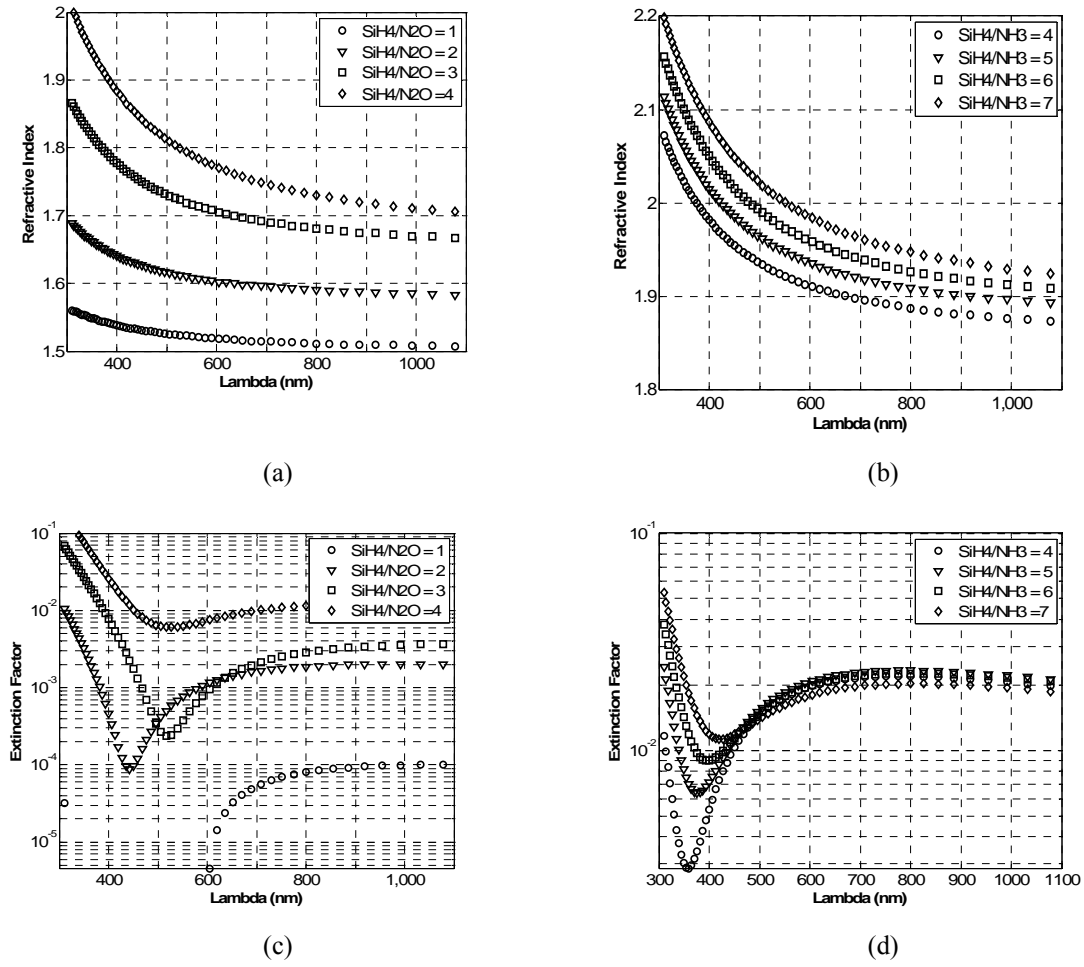 2
1.9
1.8
1.7
1.6
1.5
Refractive Index
400 600 800 1000
Lambda (nm)
SiH4/N2O = 1
SiH4/N2O = 2
SiH4/N2O = 3
SiH4/N2O = 4
(a)
2.2
2.1
2
1.9
1.8
Refractive Index
400 600 800 1,000
Lambda (nm)
SiH4/NH3 = 4
SiH4/NH3 = 5
SiH4/NH3 = 6
SiH4/NH3 = 7
(b)
10^-1
10^-2
10^-3
10^-4
10^-5
Extinction Factor
400 600 800 1,000
Lambda (nm)
SiH4/N2O = 1
SiH4/N2O = 2
SiH4/N2O = 3
SiH4/N2O = 4
(c)
10^-1
10^-2
Extinction Factor
300 400 500 600 700 800 900 1000 1100
Lambda (nm)
SiH4/NH3 = 4
SiH4/NH3 = 5
SiH4/NH3 = 6
SiH4/NH3 = 7
(d)